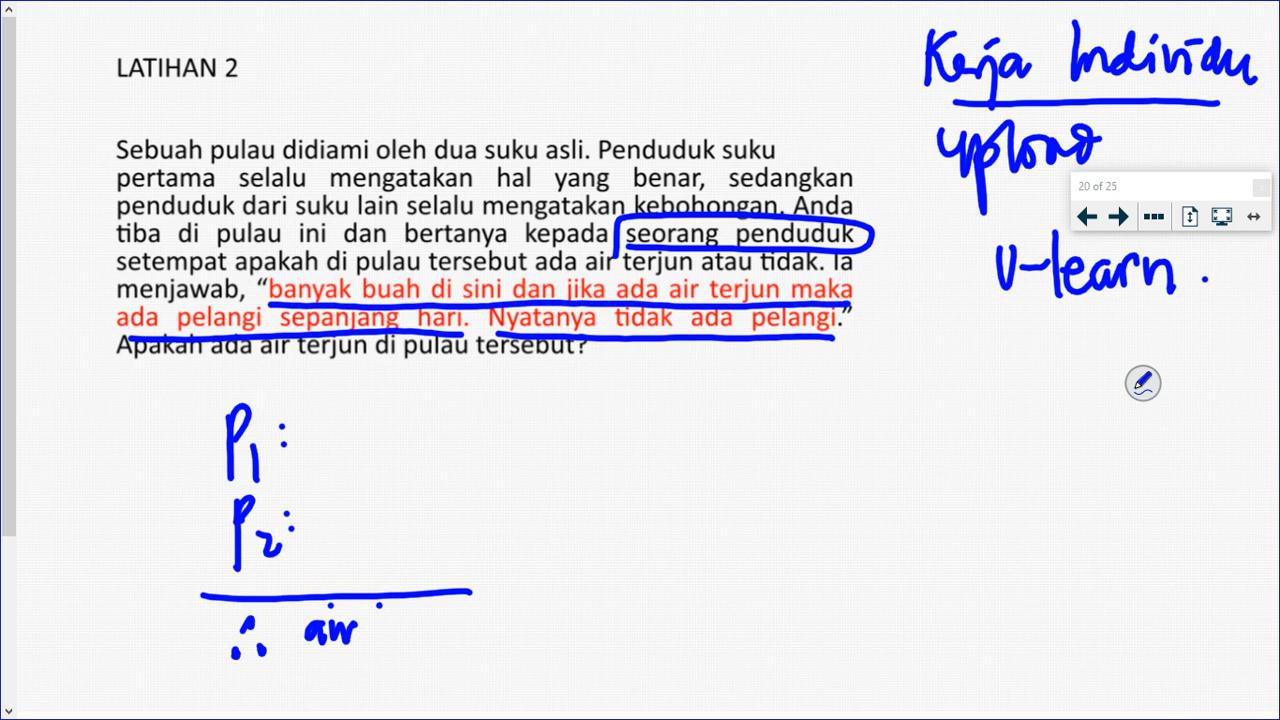 LATIHAN 2
Kerja Individu
upload
20 of 25
v-learn.
Sebuah pulau didiami oleh dua suku asli. Penduduk suku
pertama selalu mengatakan hal yang benar, sedangkan
penduduk dari suku lain selalu mengatakan kebohongan. Anda
tiba di pulau ini dan bertanya kepada seorang penduduk
setempat apakah di pulau tersebut ada air terjun atau tidak. Ia
menjawab, “banyak buah di sini dan jika ada air terjun maka
ada pelangi sepanjang hari. Nyatanya tidak ada pelangi.”
Apakah ada air terjun di pulau tersebut?
P1:
P2:
∴ air